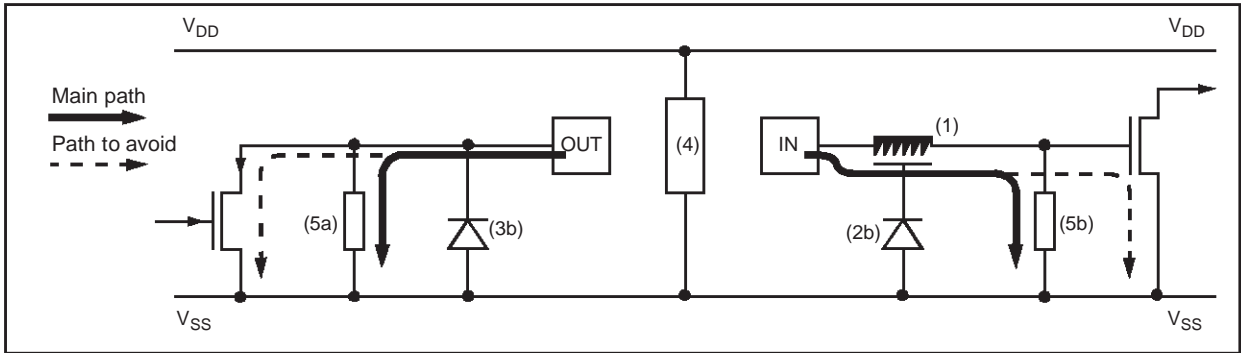 VDD
VDD
Main path
Path to avoid
OUT
(4)
IN
(1)
(5a)
(3b)
(2b)
(5b)
VSS
VSS